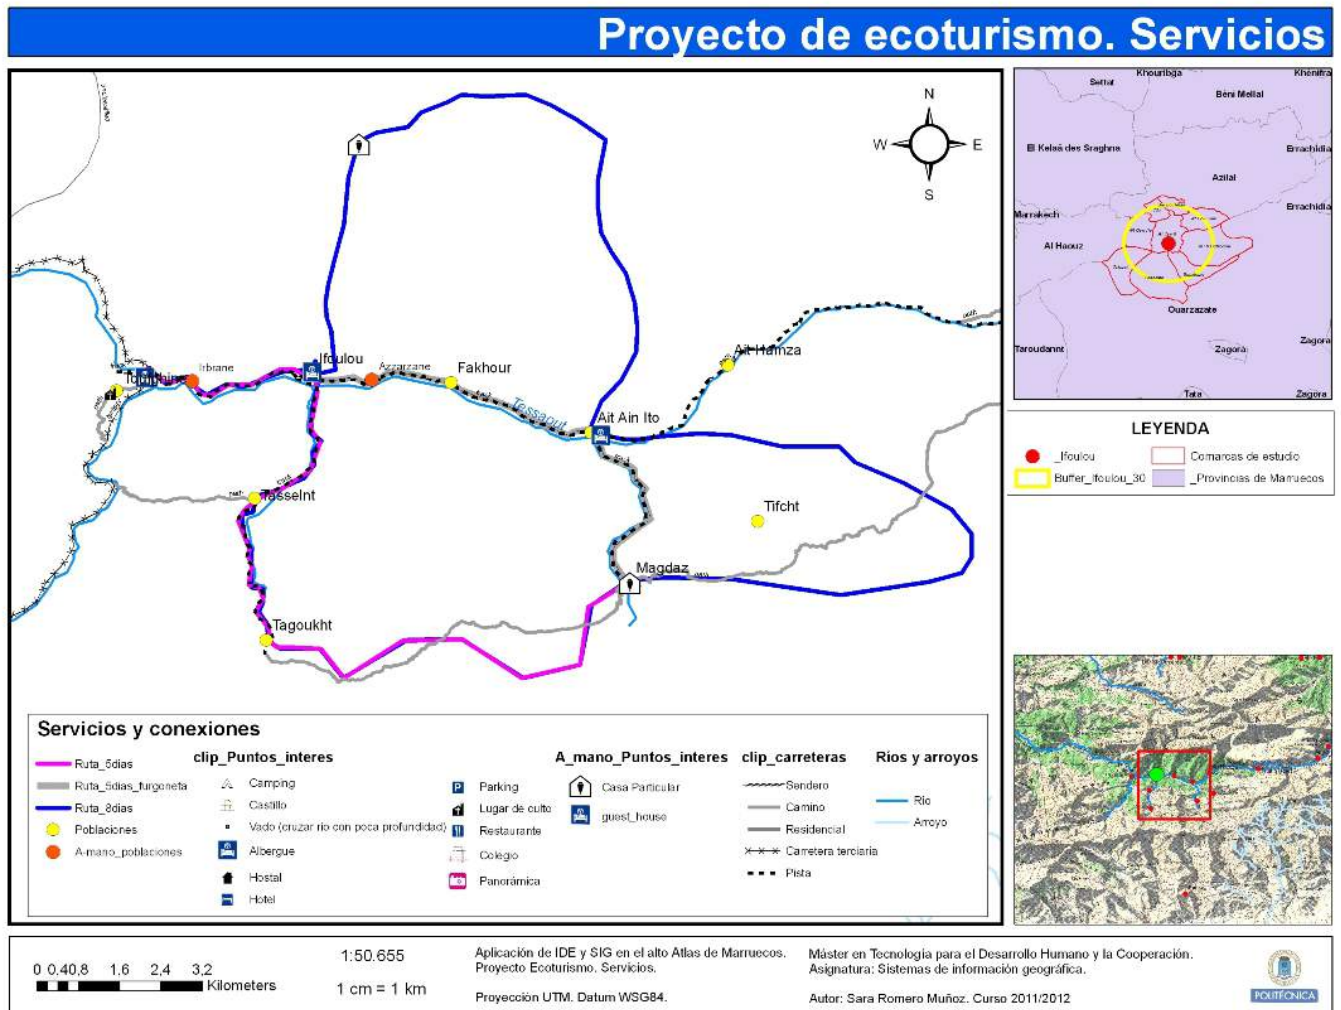 Proyecto de ecoturismo. Servicios
N
W
E
S
Ifoulou
Irbrane
Azzarzane
Fakhour
Tessaout
Ait Ain Ito
Ait Hamza
Tasselnt
Tifcht
Magdaz
Tagoukht
Servicios y conexiones
Ruta_5dias
Ruta_5dias_furgoneta
Ruta_8dias
Poblaciones
A-mano_poblaciones
clip_Puntos_interes
Camping
Castillo
Vado (cruzar rio con poca profundidad)
Albergue
Hostal
Hotel
Parking
Lugar de culto
Restaurante
Colegio
Panorámica
A_mano_Puntos_interes
Casa Particular
guest_house
clip_carreteras
Sendero
Camino
Residencial
Carretera terciaria
Pista
Rios y arroyos
Rio
Arroyo
Settat
Khouribga
Khénifra
Béni Mellal
El Kelaâ des Sraghna
Errachidia
Azilal
Errachidia
Marrakech
Al Haouz
Ouarzazate
Taroudannt
Zagora
Zagora
Tata
Zagora
LEYENDA
_Ifoulou
Comarcas de estudio
Buffer_Ifoulou_30
_Provincias de Marruecos
0 0,40,8 1,6 2,4 3,2
Kilometers
1:50.655
1 cm = 1 km
Aplicación de IDE y SIG en el alto Atlas de Marruecos.
Proyecto Ecoturismo. Servicios.
Proyección UTM. Datum WSG84.
Máster en Tecnología para el Desarrollo Humano y la Cooperación.
Asignatura: Sistemas de información geográfica.
Autor: Sara Romero Muñoz. Curso 2011/2012
POLITÉCNICA